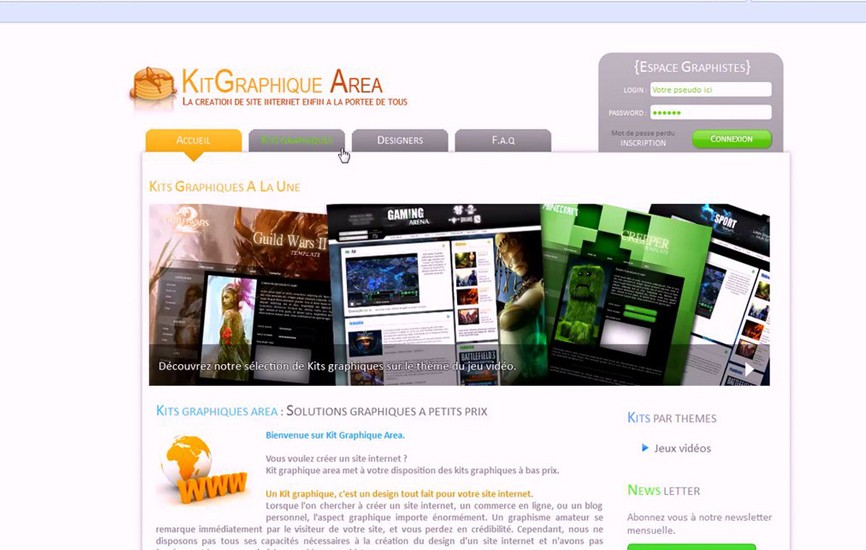 KITGRAPHIQUE AREA
LA CREATION DE SITE INTERNET ENFIN A LA PORTEE DE TOUS
{ESPACE GRAPHISTES}
LOGIN :
Votre pseudo ici
PASSWORD :
Mot de passe perdu
INSCRIPTION
CONNEXION
ACCUEIL
KITS GRAPHIQUES
DESIGNERS
F.A.Q
KITS GRAPHIQUES A LA UNE
Guild Wars II
TEMPLATE
GAMING
ARENA
MINECRAFT
CREEPER
TEMPLATE
ESPORT
BATTLEFIELD 3
Découvrez notre sélection de Kits graphiques sur le thème du jeu vidéo.
KITS GRAPHIQUES AREA : SOLUTIONS GRAPHIQUES A PETITS PRIX
WWW
Bienvenue sur Kit Graphique Area.
Vous voulez créer un site internet ?
Kit graphique area met à votre disposition des kits graphiques à bas prix.
Un Kit graphique, c'est un design tout fait pour votre site internet.
Lorsque l'on chercher à créer un site internet, un commerce en ligne, ou un blog
personnel, l'aspect graphique importe énormément. Un graphisme amateur se
remarque immédiatement par le visiteur de votre site, et vous perdez en crédibilité. Cependant, nous ne
disposons pas tous ses capacités nécessaires à la création du design d'un site internet et n'avons pas
KITS PAR THEMES
Jeux vidéos
NEWS LETTER
Abonnez vous à notre newsletter
mensuelle.